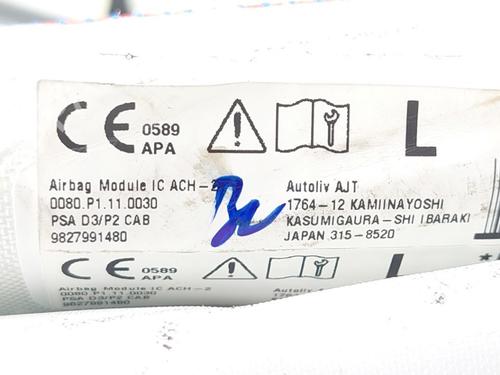 CE 0589
APA
L
Airbag Module IC ACH-2
0080.P1.11.0030
PSA D3/P2 CAB
9827991480
Autoliv AJT
1764-12 KAMIINAYOSHI
KASUMIGAURA-SHI IBARAKI
JAPAN 315-8520
CE 0589
APA
L
Airbag Module IC ACH-2
0080.P1.11.0030
PSA D3/P2 CAB
9827991480
Autoliv